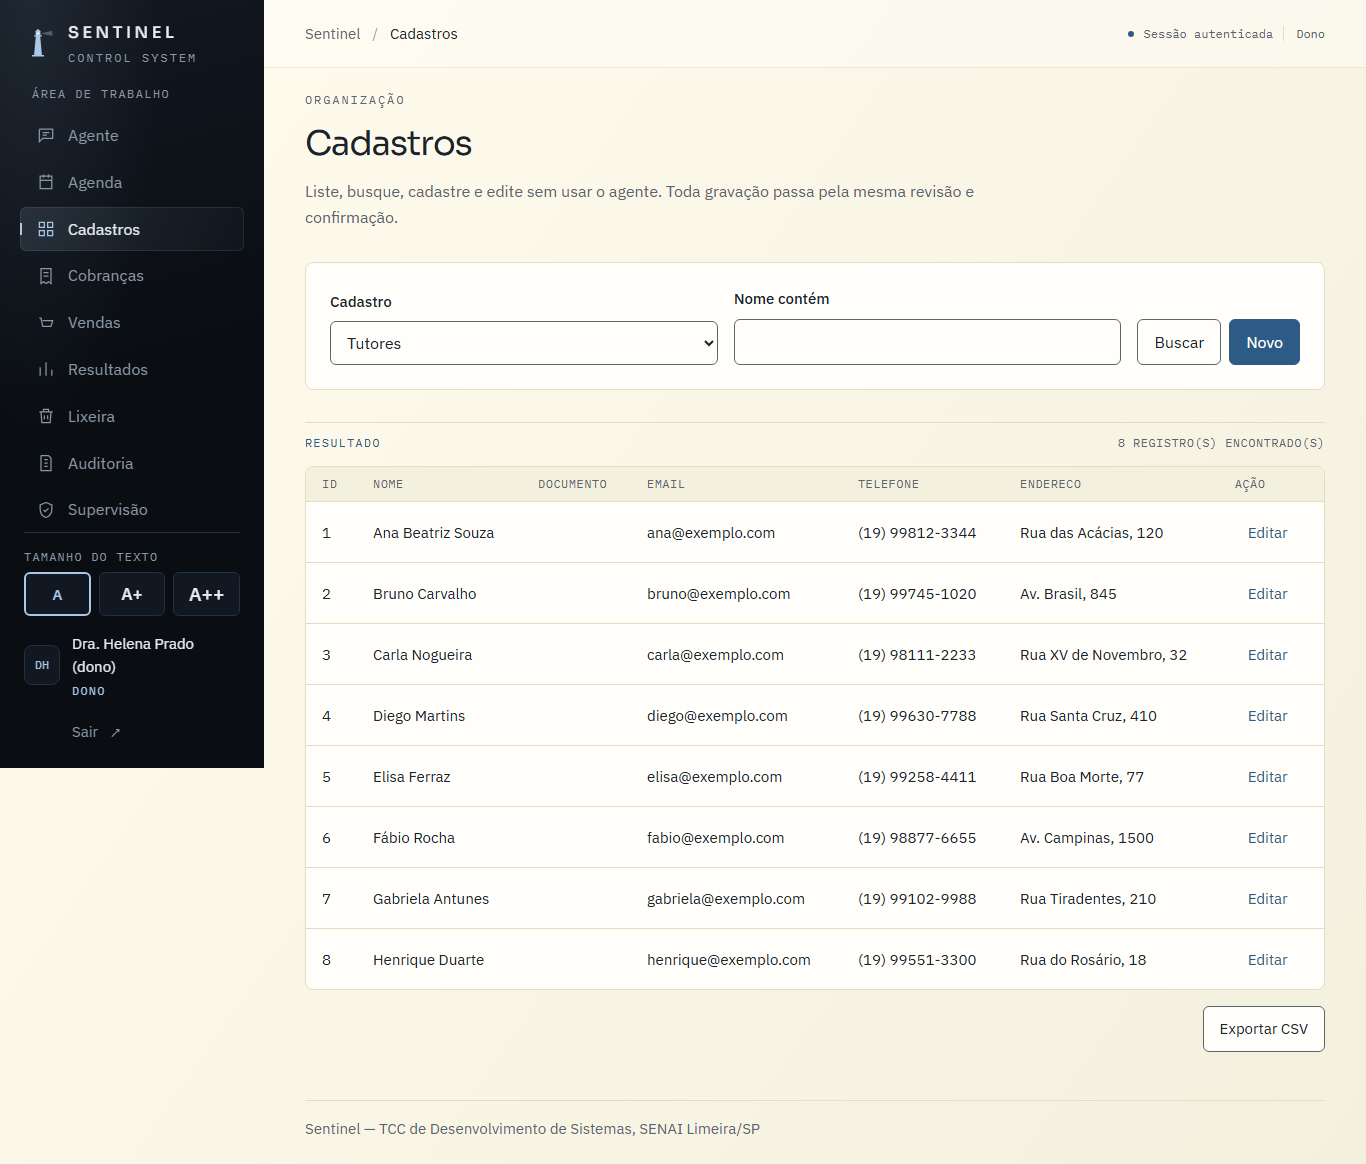 SENTINEL
CONTROL SYSTEM
ÁREA DE TRABALHO
Agente
Agenda
Cadastros
Cobranças
Vendas
Resultados
Lixeira
Auditoria
Supervisão
TAMANHO DO TEXTO
A A+ A++
DH
Dra. Helena Prado
(dono)
DONO
Sair ↗
Sentinel / Cadastros
Sessão autenticada Dono
ORGANIZAÇÃO
Cadastros
Liste, busque, cadastre e edite sem usar o agente. Toda gravação passa pela mesma revisão e
confirmação.
Cadastro Nome contém
Tutores Buscar Novo
RESULTADO 8 REGISTRO(S) ENCONTRADO(S)
ID NOME DOCUMENTO EMAIL TELEFONE ENDERECO AÇÃO
1 Ana Beatriz Souza ana@exemplo.com (19) 99812-3344 Rua das Acácias, 120 Editar
2 Bruno Carvalho bruno@exemplo.com (19) 99745-1020 Av. Brasil, 845 Editar
3 Carla Nogueira carla@exemplo.com (19) 98111-2233 Rua XV de Novembro, 32 Editar
4 Diego Martins diego@exemplo.com (19) 99630-7788 Rua Santa Cruz, 410 Editar
5 Elisa Ferraz elisa@exemplo.com (19) 99258-4411 Rua Boa Morte, 77 Editar
6 Fábio Rocha fabio@exemplo.com (19) 98877-6655 Av. Campinas, 1500 Editar
7 Gabriela Antunes gabriela@exemplo.com (19) 99102-9988 Rua Tiradentes, 210 Editar
8 Henrique Duarte henrique@exemplo.com (19) 99551-3300 Rua do Rosário, 18 Editar
Exportar CSV
Sentinel — TCC de Desenvolvimento de Sistemas, SENAI Limeira/SP